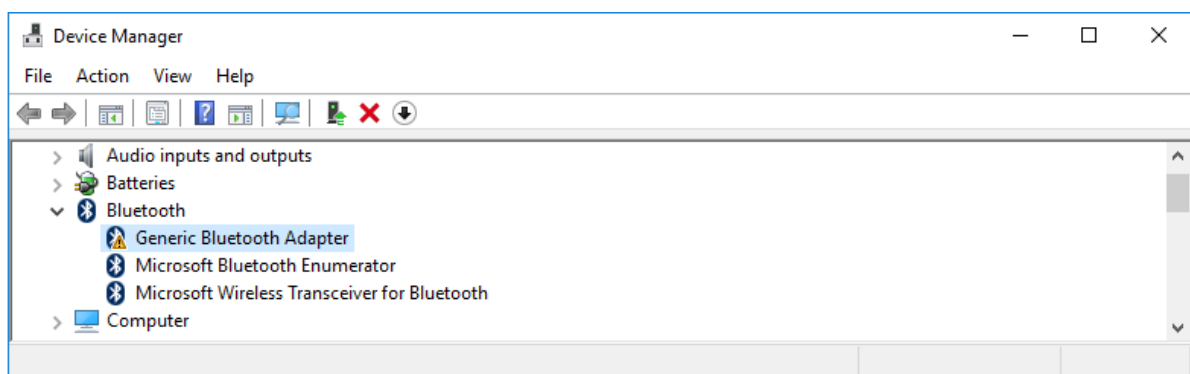 Device Manager
File Action View Help
Audio inputs and outputs
Batteries
Bluetooth
Generic Bluetooth Adapter
Microsoft Bluetooth Enumerator
Microsoft Wireless Transceiver for Bluetooth
Computer